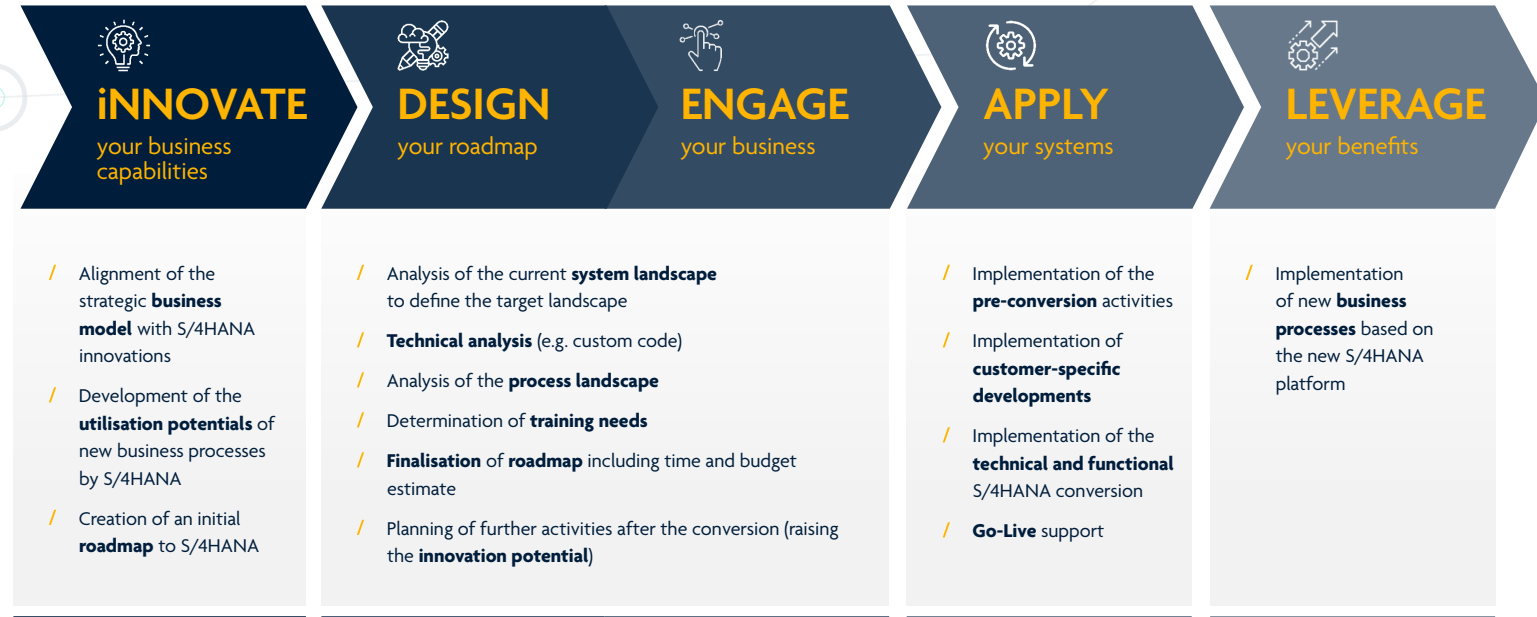 iNNOVATE
your business
capabilities
DESIGN
your roadmap
ENGAGE
your business
APPLY
your systems
LEVERAGE
your benefits
/ Alignment of the
strategic business
model with S/4HANA
innovations
/ Development of the
utilisation potentials of
new business processes
by S/4HANA
/ Creation of an initial
roadmap to S/4HANA
/ Analysis of the current system landscape
to define the target landscape
/ Technical analysis (e.g. custom code)
/ Analysis of the process landscape
/ Determination of training needs
/ Finalisation of roadmap including time and budget
estimate
/ Planning of further activities after the conversion (raising
the innovation potential)
/ Implementation of the
pre-conversion activities
/ Implementation of
customer-specific
developments
/ Implementation of the
technical and functional
S/4HANA conversion
/ Go-Live support
/ Implementation
of new business
processes based on
the new S/4HANA
platform